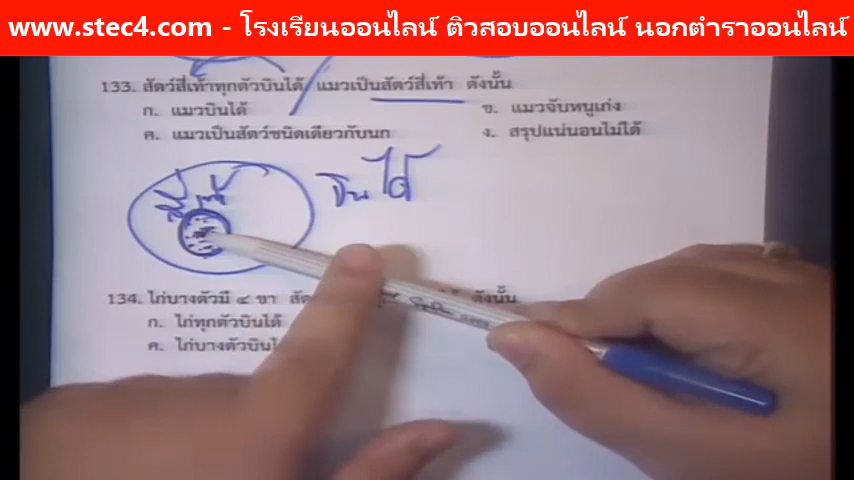 www.stec4.com - โรงเรียนออนไลน์ ติวสอบออนไลน์ นอกตำราออนไลน์
133. สัตว์สี่เท้าทุกตัวบินได้ แมวเป็นสัตว์สี่เท้า ดังนั้น
ก. แมวบินได้ ข. แมวจับหนูเก่ง
ค. แมวเป็นสัตว์ชนิดเดียวกับนก ง. สรุปแน่นอนไม่ได้
สี่เท้า บินได้
134. ไก่บางตัวมี ๔ ขา ดังนั้น
ก. ไก่ทุกตัวบินได้
ค. ไก่บางตัวบิน